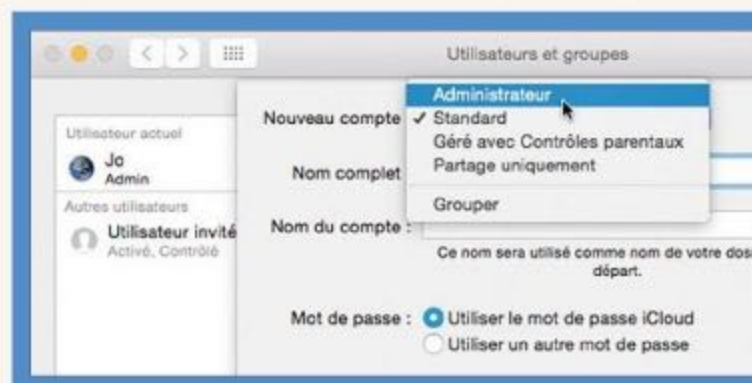 Utilisateurs et groupes
Utilisateur actuel
Jo
Admin
Autres utilisateurs
Utilisateur invité
Activé, Contrôlé
Nouveau compte
Administrateur
✓ Standard
Géré avec Contrôles parentaux
Partage uniquement
Grouper
Nom complet
Nom du compte :
Ce nom sera utilisé comme nom de votre
départ.
Mot de passe :
Utiliser le mot de passe iCloud
Utiliser un autre mot de passe